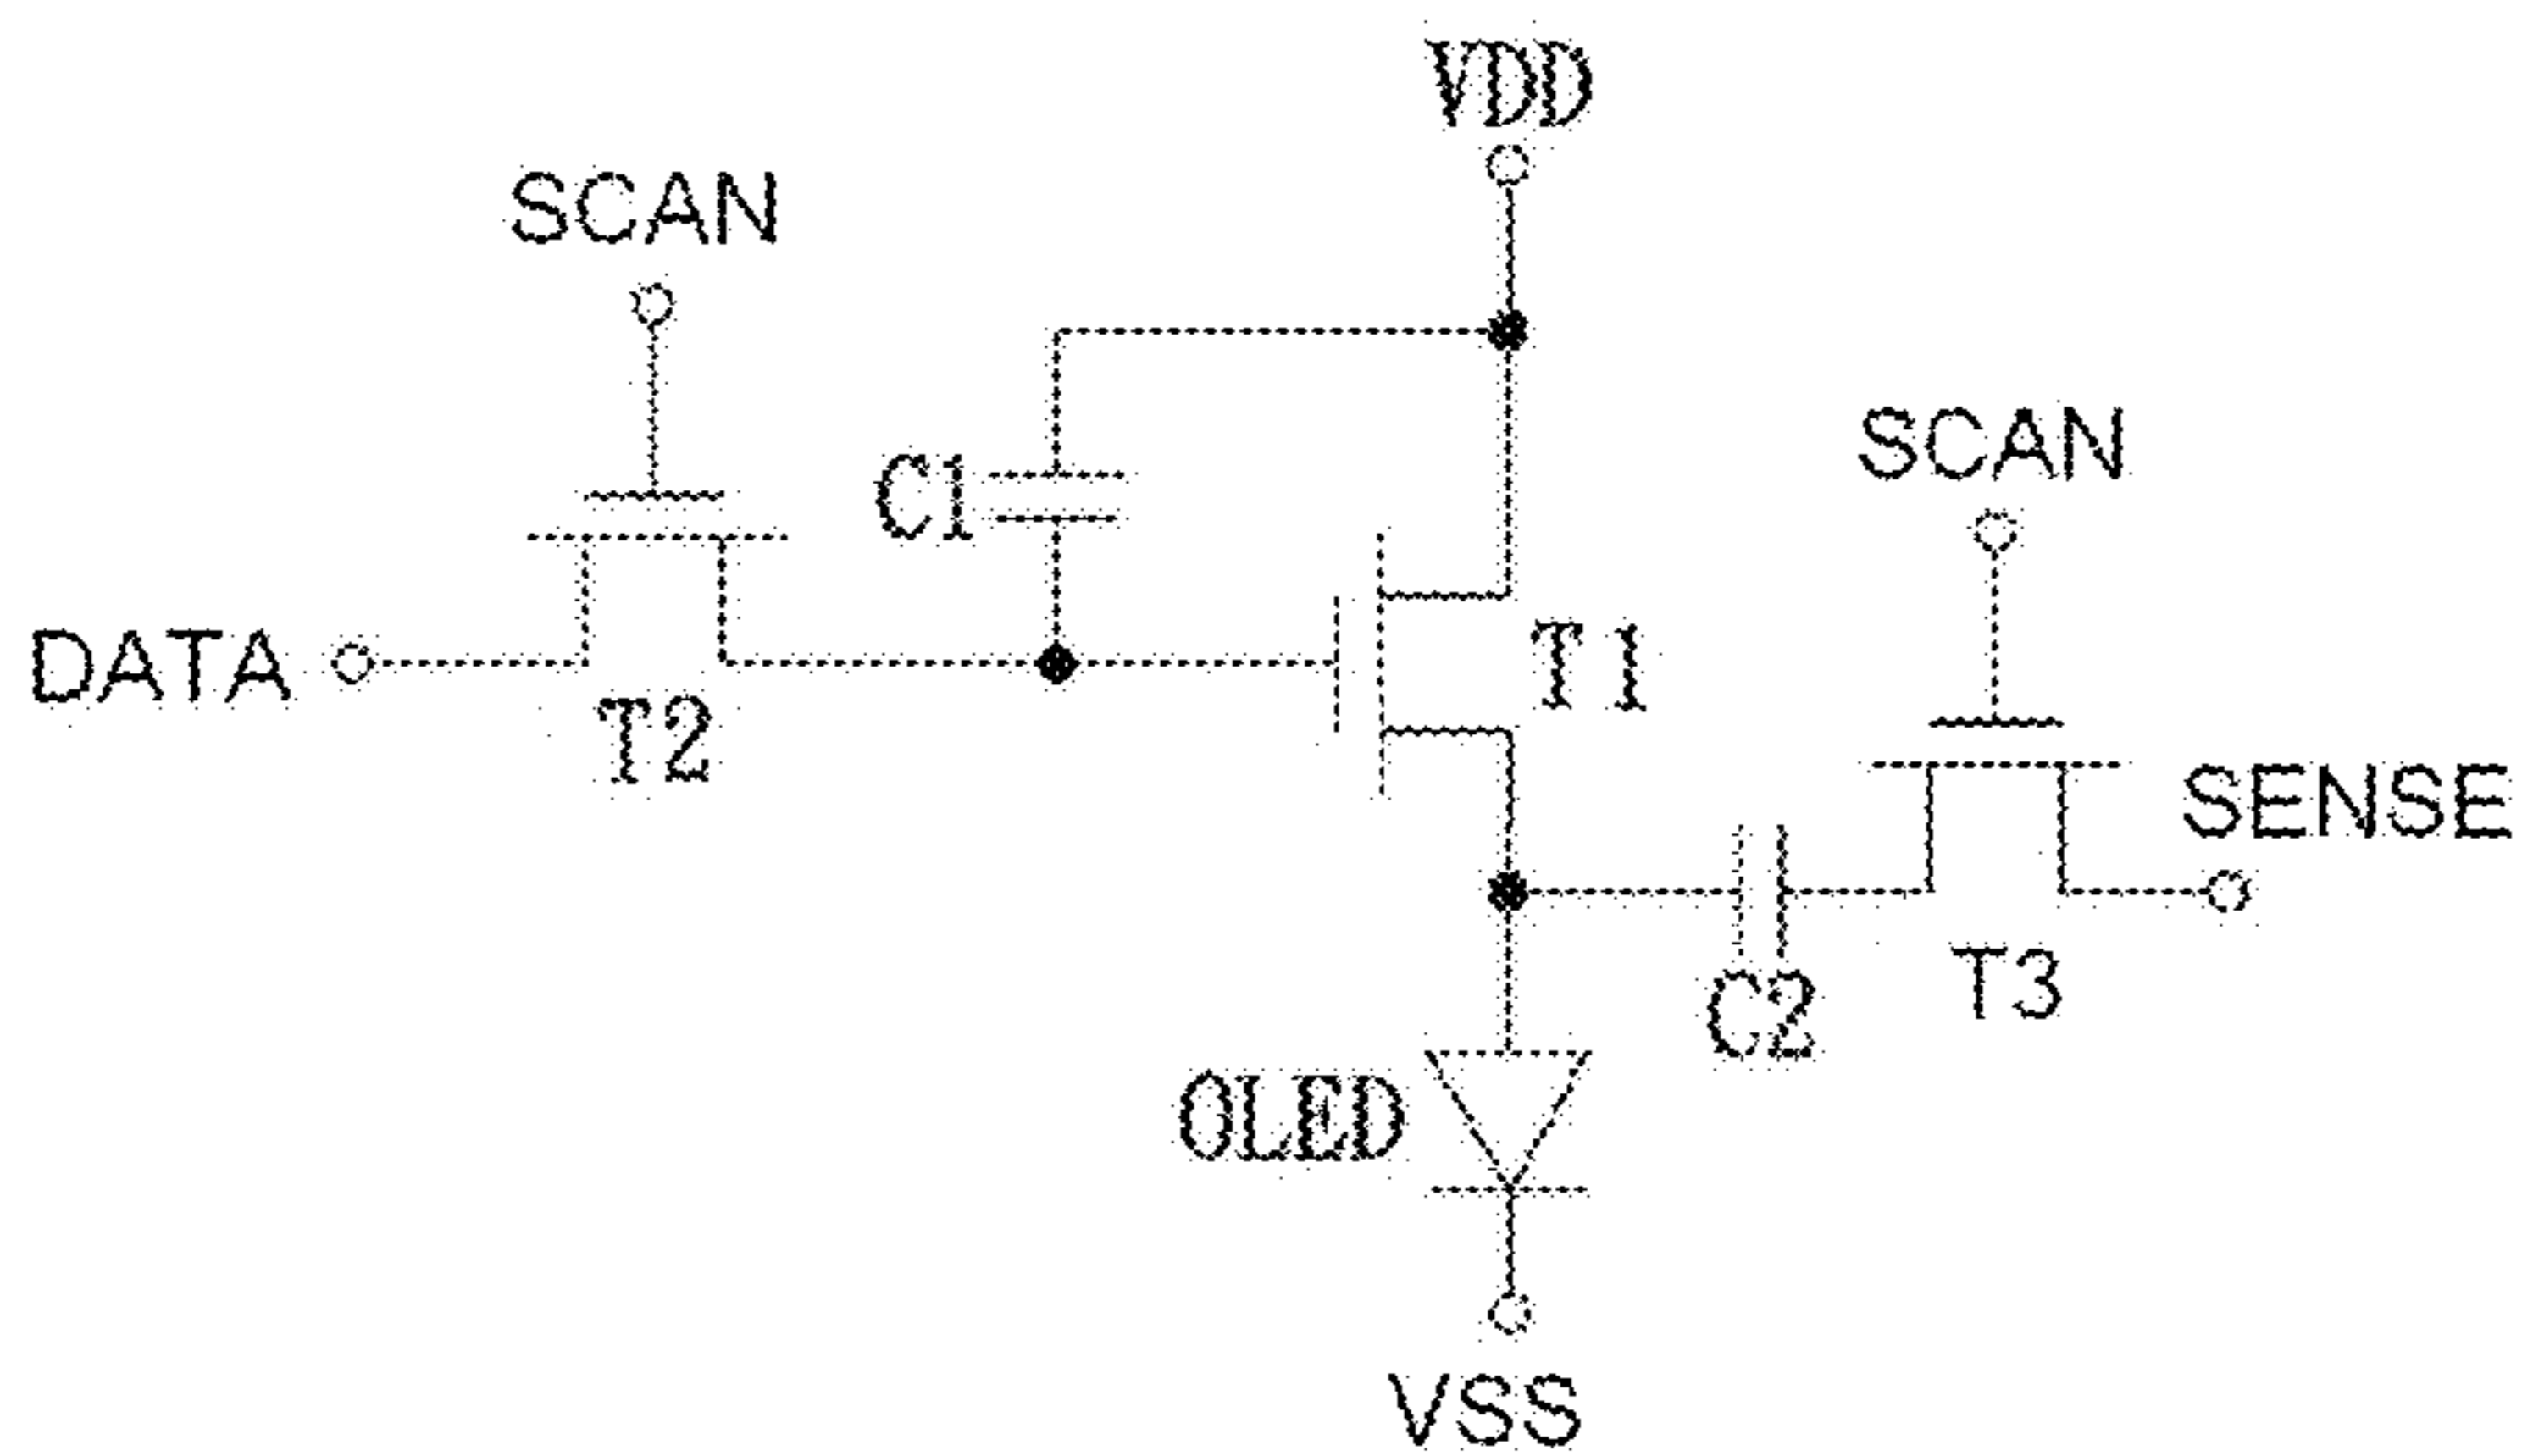 VDD
SCAN
SCAN
C1
DATA
T1
T2
SENSE
T3
C2
OLED
VSS